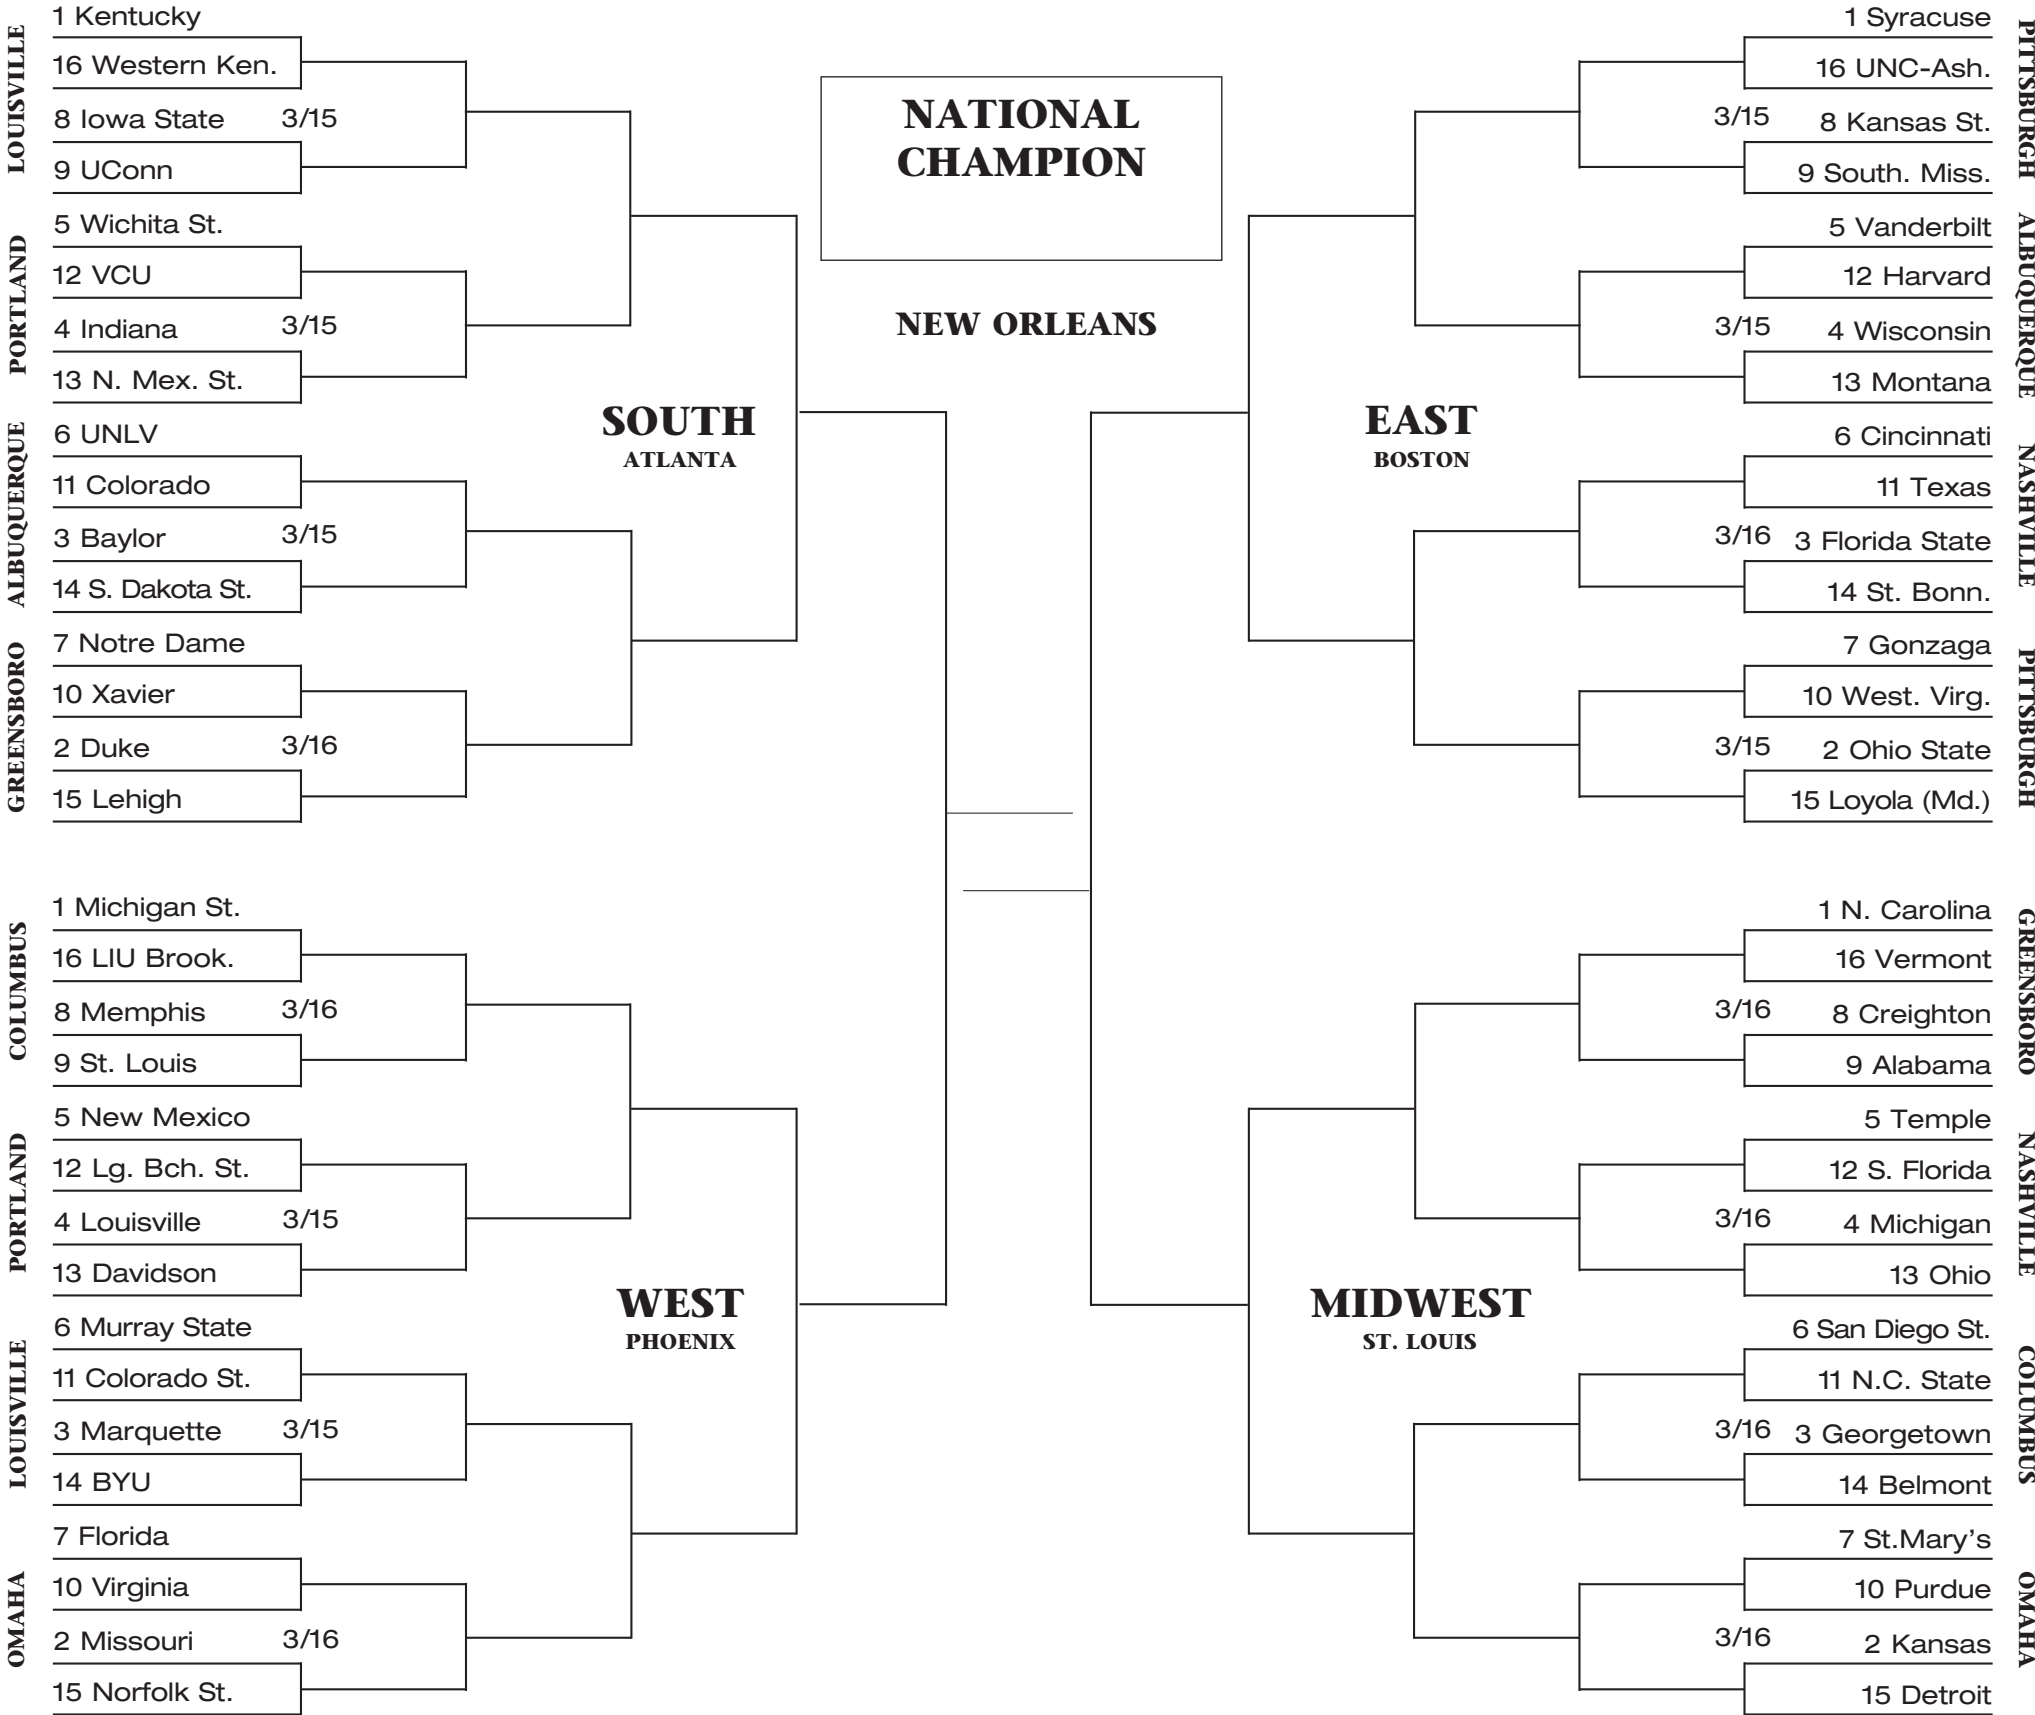 LOUISVILLE
1 Kentucky
16 Western Ken.
8 Iowa State 3/15
9 UConn
PORTLAND
5 Wichita St.
12 VCU
4 Indiana 3/15
13 N. Mex. St.
ALBUQUERQUE
6 UNLV
11 Colorado
3 Baylor 3/15
14 S. Dakota St.
GREENSBORO
7 Notre Dame
10 Xavier
2 Duke 3/16
15 Lehigh
SOUTH
ATLANTA
COLUMBUS
1 Michigan St.
16 LIU Brook.
8 Memphis 3/16
9 St. Louis
PORTLAND
5 New Mexico
12 Lg. Bch. St.
4 Louisville 3/15
13 Davidson
LOUISVILLE
6 Murray State
11 Colorado St.
3 Marquette 3/15
14 BYU
OMAHA
7 Florida
10 Virginia
2 Missouri 3/16
15 Norfolk St.
WEST
PHOENIX
NATIONAL
CHAMPION
NEW ORLEANS
EAST
BOSTON
1 Syracuse
16 UNC-Ash.
3/15 8 Kansas St.
9 South. Miss.
PITTSBURGH
5 Vanderbilt
12 Harvard
3/15 4 Wisconsin
13 Montana
ALBUQUERQUE
6 Cincinnati
11 Texas
3/16 3 Florida State
14 St. Bonn.
NASHVILLE
7 Gonzaga
10 West. Virg.
3/15 2 Ohio State
15 Loyola (Md.)
PITTSBURGH
MIDWEST
ST. LOUIS
1 N. Carolina
16 Vermont
3/16 8 Creighton
9 Alabama
GREENSBORO
5 Temple
12 S. Florida
3/16 4 Michigan
13 Ohio
NASHVILLE
6 San Diego St.
11 N.C. State
3/16 3 Georgetown
14 Belmont
COLUMBUS
7 St.Mary's
10 Purdue
3/16 2 Kansas
15 Detroit
OMAHA